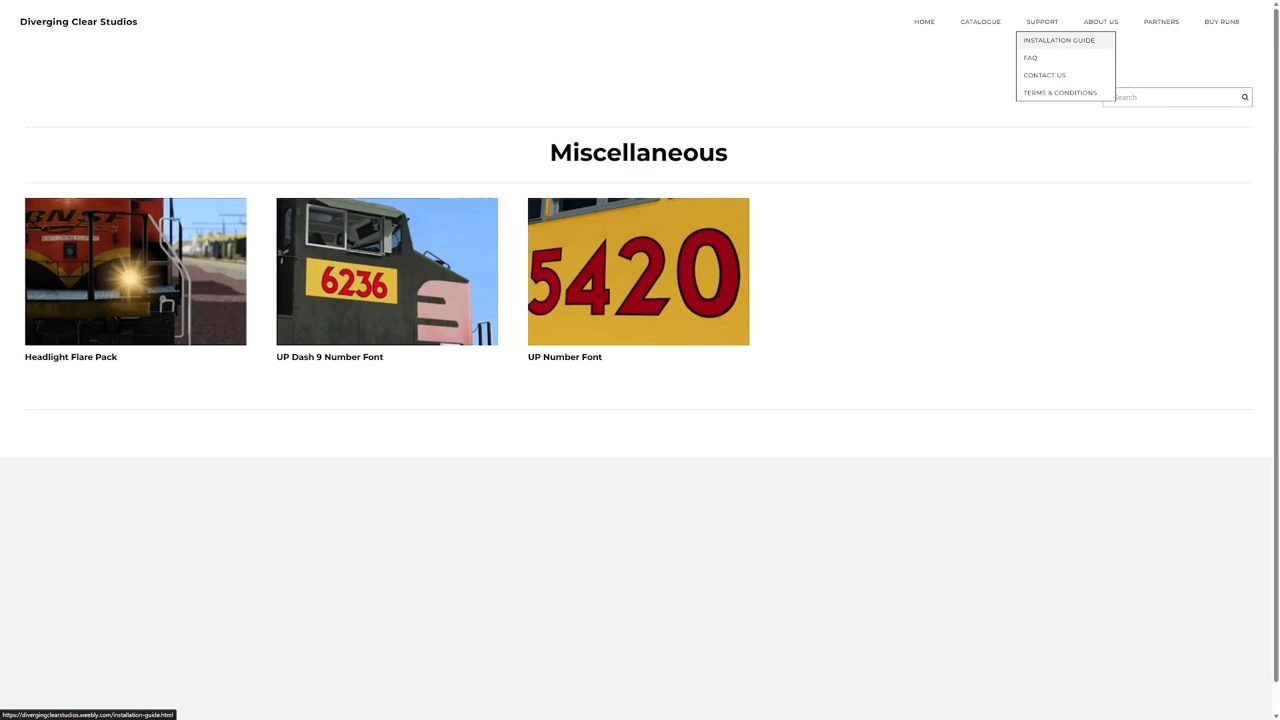 Diverging Clear Studios
HOME CATALOGUE SUPPORT ABOUT US PARTNERS BUY RUN8
INSTALLATION GUIDE
FAQ
CONTACT US
TERMS & CONDITIONS
Search
Miscellaneous
BNSF
6236
5420
Headlight Flare Pack
UP Dash 9 Number Font
UP Number Font
https://divergingclearstudios.weebly.com/installation-guide.html